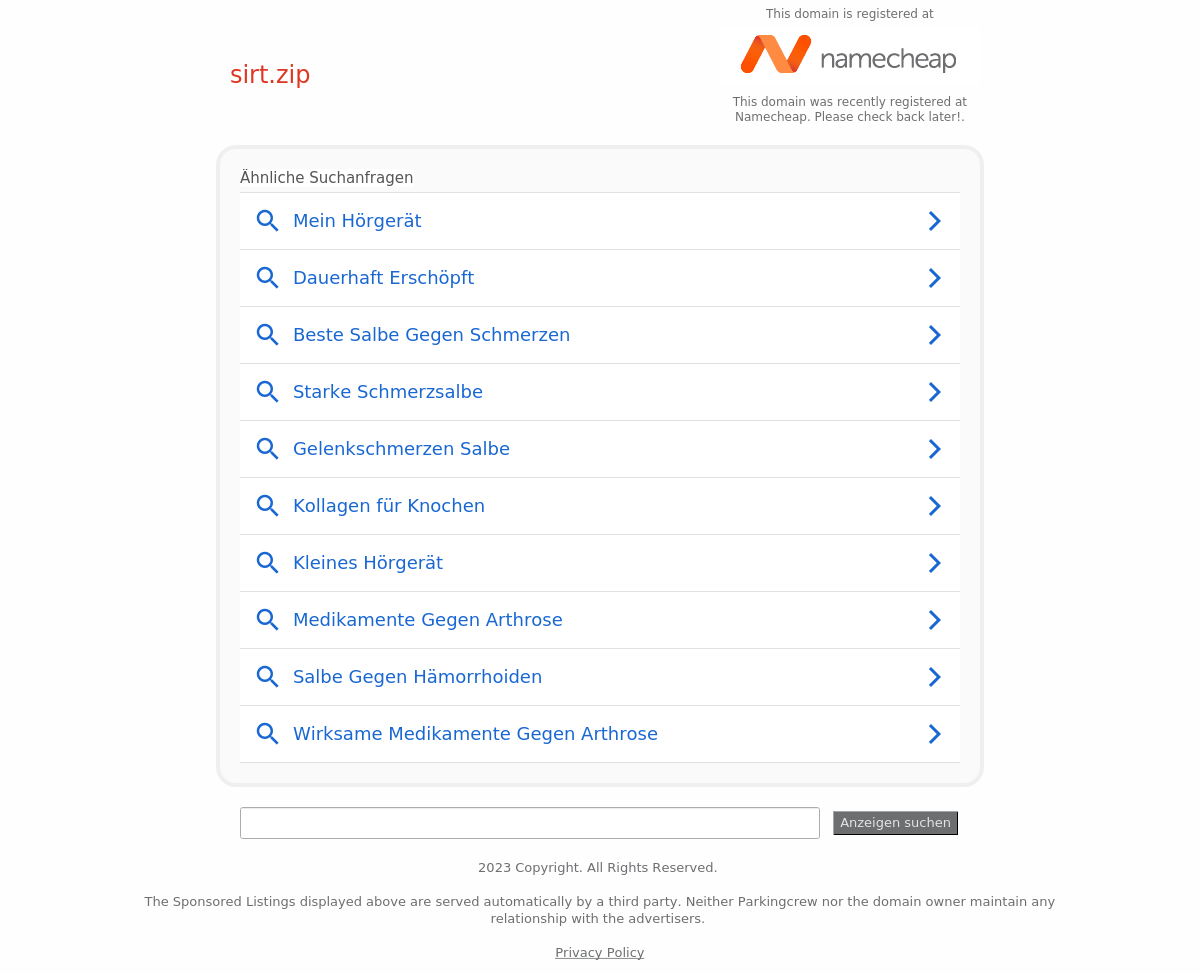 This domain is registered at
namecheap
sirt.zip
This domain was recently registered at
Namecheap. Please check back later!.
Ähnliche Suchanfragen
Mein Hörgerät
Dauerhaft Erschöpft
Beste Salbe Gegen Schmerzen
Starke Schmerzsalbe
Gelenkschmerzen Salbe
Kollagen für Knochen
Kleines Hörgerät
Medikamente Gegen Arthrose
Salbe Gegen Hämorrhoiden
Wirksame Medikamente Gegen Arthrose
Anzeigen suchen
2023 Copyright. All Rights Reserved.
The Sponsored Listings displayed above are served automatically by a third party. Neither Parkingcrew nor the domain owner maintain any
relationship with the advertisers.
Privacy Policy